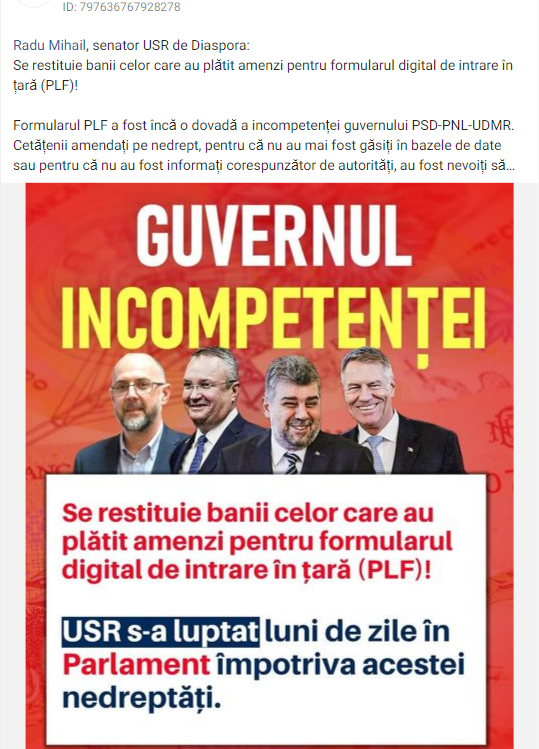 ID: 797636767928278
Radu Mihail, senator USR de Diaspora:
Se restituie banii celor care au plătit amenzi pentru formularul digital de intrare în
țară (PLF)!
Formularul PLF a fost încă o dovadă a incompetenței guvernului PSD-PNL-UDMR.
Cetățenii amendați pe nedrept, pentru că nu au mai fost găsiți în bazele de date
sau pentru că nu au fost informați corespunzător de autorități, au fost nevoiți să...
GUVERNUL
INCOMPETENȚEI
Se restituie banii celor care au
plătit amenzi pentru formularul
digital de intrare în țară (PLF)!
USR s-a luptat luni de zile în
Parlament împotriva acestei
nedreptăți.